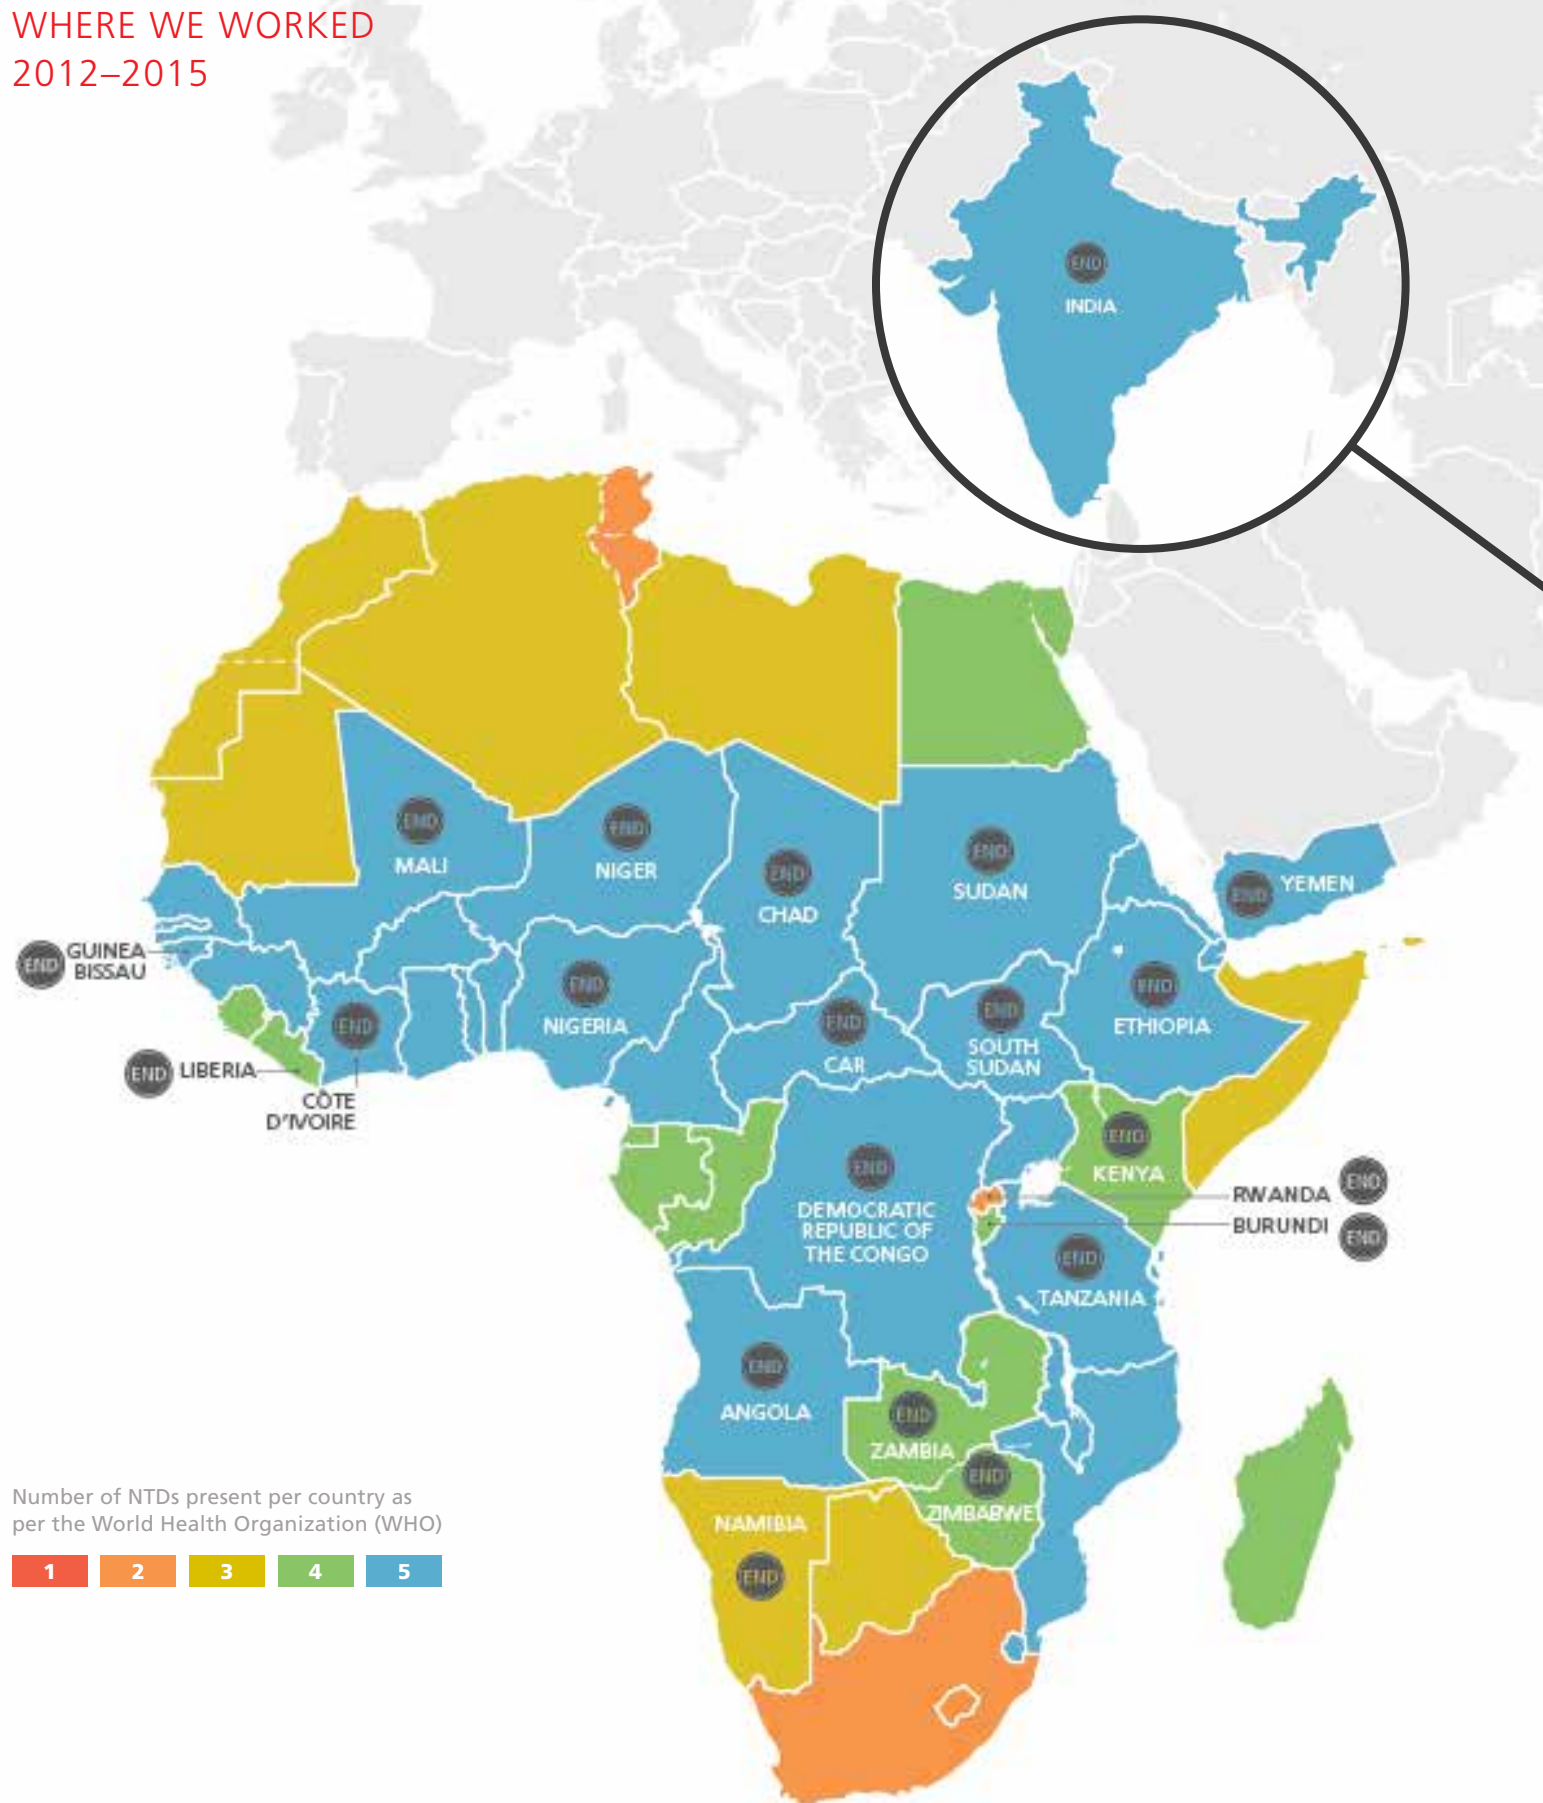 WHERE WE WORKED
2012–2015
END
INDIA
END
MALI
END
NIGER
END
CHAD
END
SUDAN
END
YEMEN
END
GUINEA
BISSAU
END
NIGERIA
END
CAR
END
SOUTH
SUDAN
END
ETHIOPIA
END
LIBERIA
END
CÔTE
D'IVOIRE
END
DEMOCRATIC
REPUBLIC OF
THE CONGO
END
KENYA
RWANDA
END
BURUNDI
END
END
TANZANIA
END
ANGOLA
END
ZAMBIA
END
ZIMBABWE
NAMIBIA
END
Number of NTDs present per country as
per the World Health Organization (WHO)
1 2 3 4 5